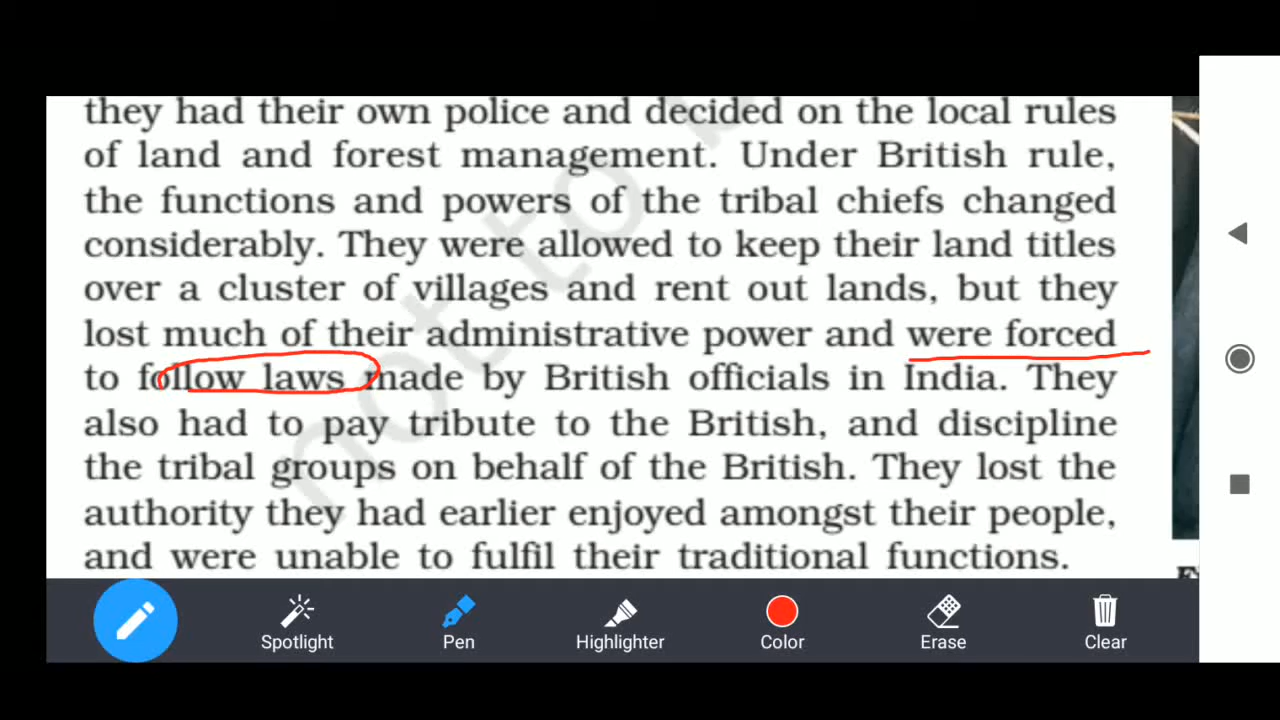 they had their own police and decided on the local rules
of land and forest management. Under British rule,
the functions and powers of the tribal chiefs changed
considerably. They were allowed to keep their land titles
over a cluster of villages and rent out lands, but they
lost much of their administrative power and were forced
to follow laws made by British officials in India. They
also had to pay tribute to the British, and discipline
the tribal groups on behalf of the British. They lost the
authority they had earlier enjoyed amongst their people,
and were unable to fulfil their traditional functions.
not to
Spotlight Pen Highlighter Color Erase Clear